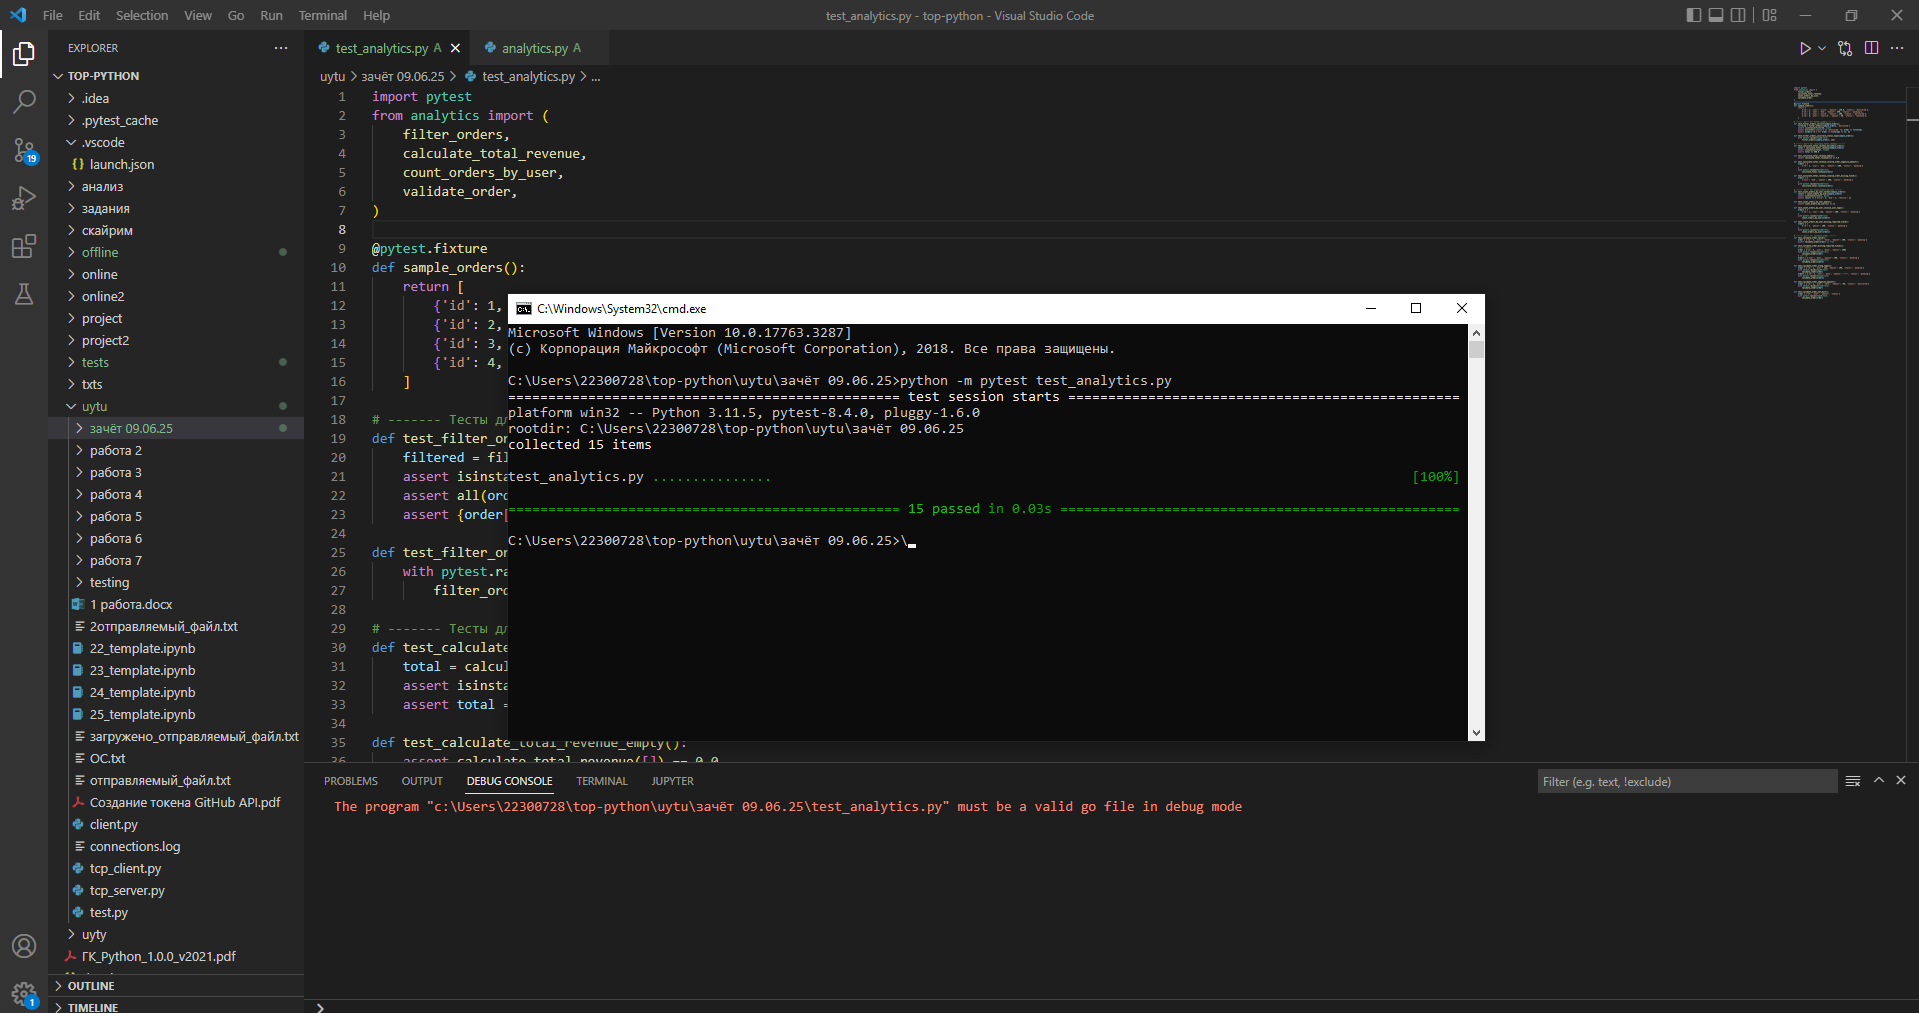 File Edit Selection View Go Run Terminal Help
test_analytics.py - top-python - Visual Studio Code
EXPLORER
TOP-PYTHON
.idea
.pytest_cache
.vscode
launch.json
анализ
задания
скайрим
offline
online
online2
project
project2
tests
txts
uytu
зачёт 09.06.25
работа 2
работа 3
работа 4
работа 5
работа 6
работа 7
testing
1 работа.docx
2отправляемый_файл.txt
22_template.ipynb
23_template.ipynb
24_template.ipynb
25_template.ipynb
загружено_отправляемый_файл.txt
ОС.txt
отправляемый_файл.txt
Создание токена GitHub API.pdf
client.py
connections.log
tcp_client.py
tcp_server.py
test.py
uyty
ГК_Python_1.0.0_v2021.pdf
OUTLINE
TIMELINE
19
1
test_analytics.py A
analytics.py A
uytu > зачёт 09.06.25 > test_analytics.py > ...
1 import pytest
2 from analytics import (
3 filter_orders,
4 calculate_total_revenue,
5 count_orders_by_user,
6 validate_order,
7 )
8
9 @pytest.fixture
10 def sample_orders():
11 return [
12 {'id': 1,
13 {'id': 2,
14 {'id': 3,
15 {'id': 4,
16 ]
17
18 # ------- Тесты
19 def test_filter_or
20 filtered = fil
21 assert isinsta
22 assert all(ord
23 assert {order[
24
25 def test_filter_or
26 with pytest.ra
27 filter_ord
28
29 # ------- Тесты
30 def test_calculate
31 total = calcul
32 assert isinsta
33 assert total =
34
35 def test_calculate_total_revenue_empty():
36 assert calculate_total_revenue([]) == 0.0
C:\Windows\System32\cmd.exe
Microsoft Windows [Version 10.0.17763.3287]
(c) Корпорация Майкрософт (Microsoft Corporation), 2018. Все права защищены.
C:\Users\22300728\top-python\uytu\зачёт 09.06.25>python -m pytest test_analytics.py
================================================= test session starts =================================================
platform win32 -- Python 3.11.5, pytest-8.4.0, pluggy-1.6.0
rootdir: C:\Users\22300728\top-python\uytu\зачёт 09.06.25
collected 15 items
test_analytics.py ............... [100%]
================================================= 15 passed in 0.03s ==================================================
C:\Users\22300728\top-python\uytu\зачёт 09.06.25>\
PROBLEMS OUTPUT DEBUG CONSOLE TERMINAL JUPYTER
Filter (e.g. text, !exclude)
The program "c:\Users\22300728\top-python\uytu\зачёт 09.06.25\test_analytics.py" must be a valid go file in debug mode